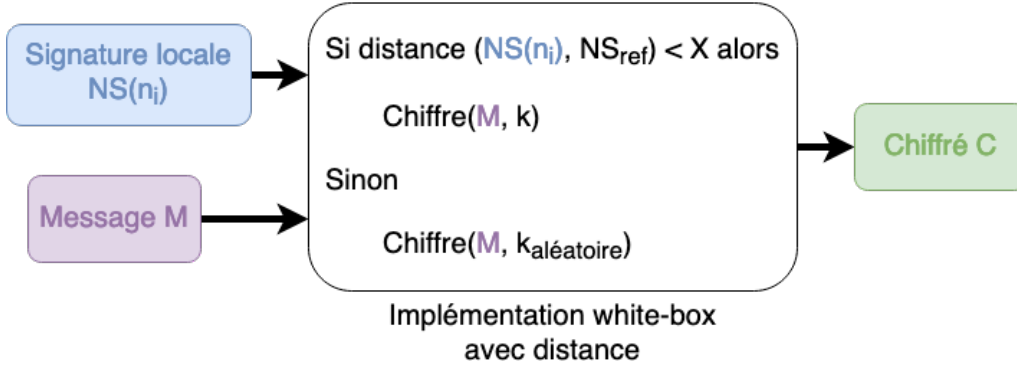 Signature locale
NS(nᵢ)
Message M
Si distance (NS(nᵢ), NSref) < X alors
Chiffre(M, k)
Sinon
Chiffre(M, kaléatoire)
Chiffré C
Implémentation white-box
avec distance